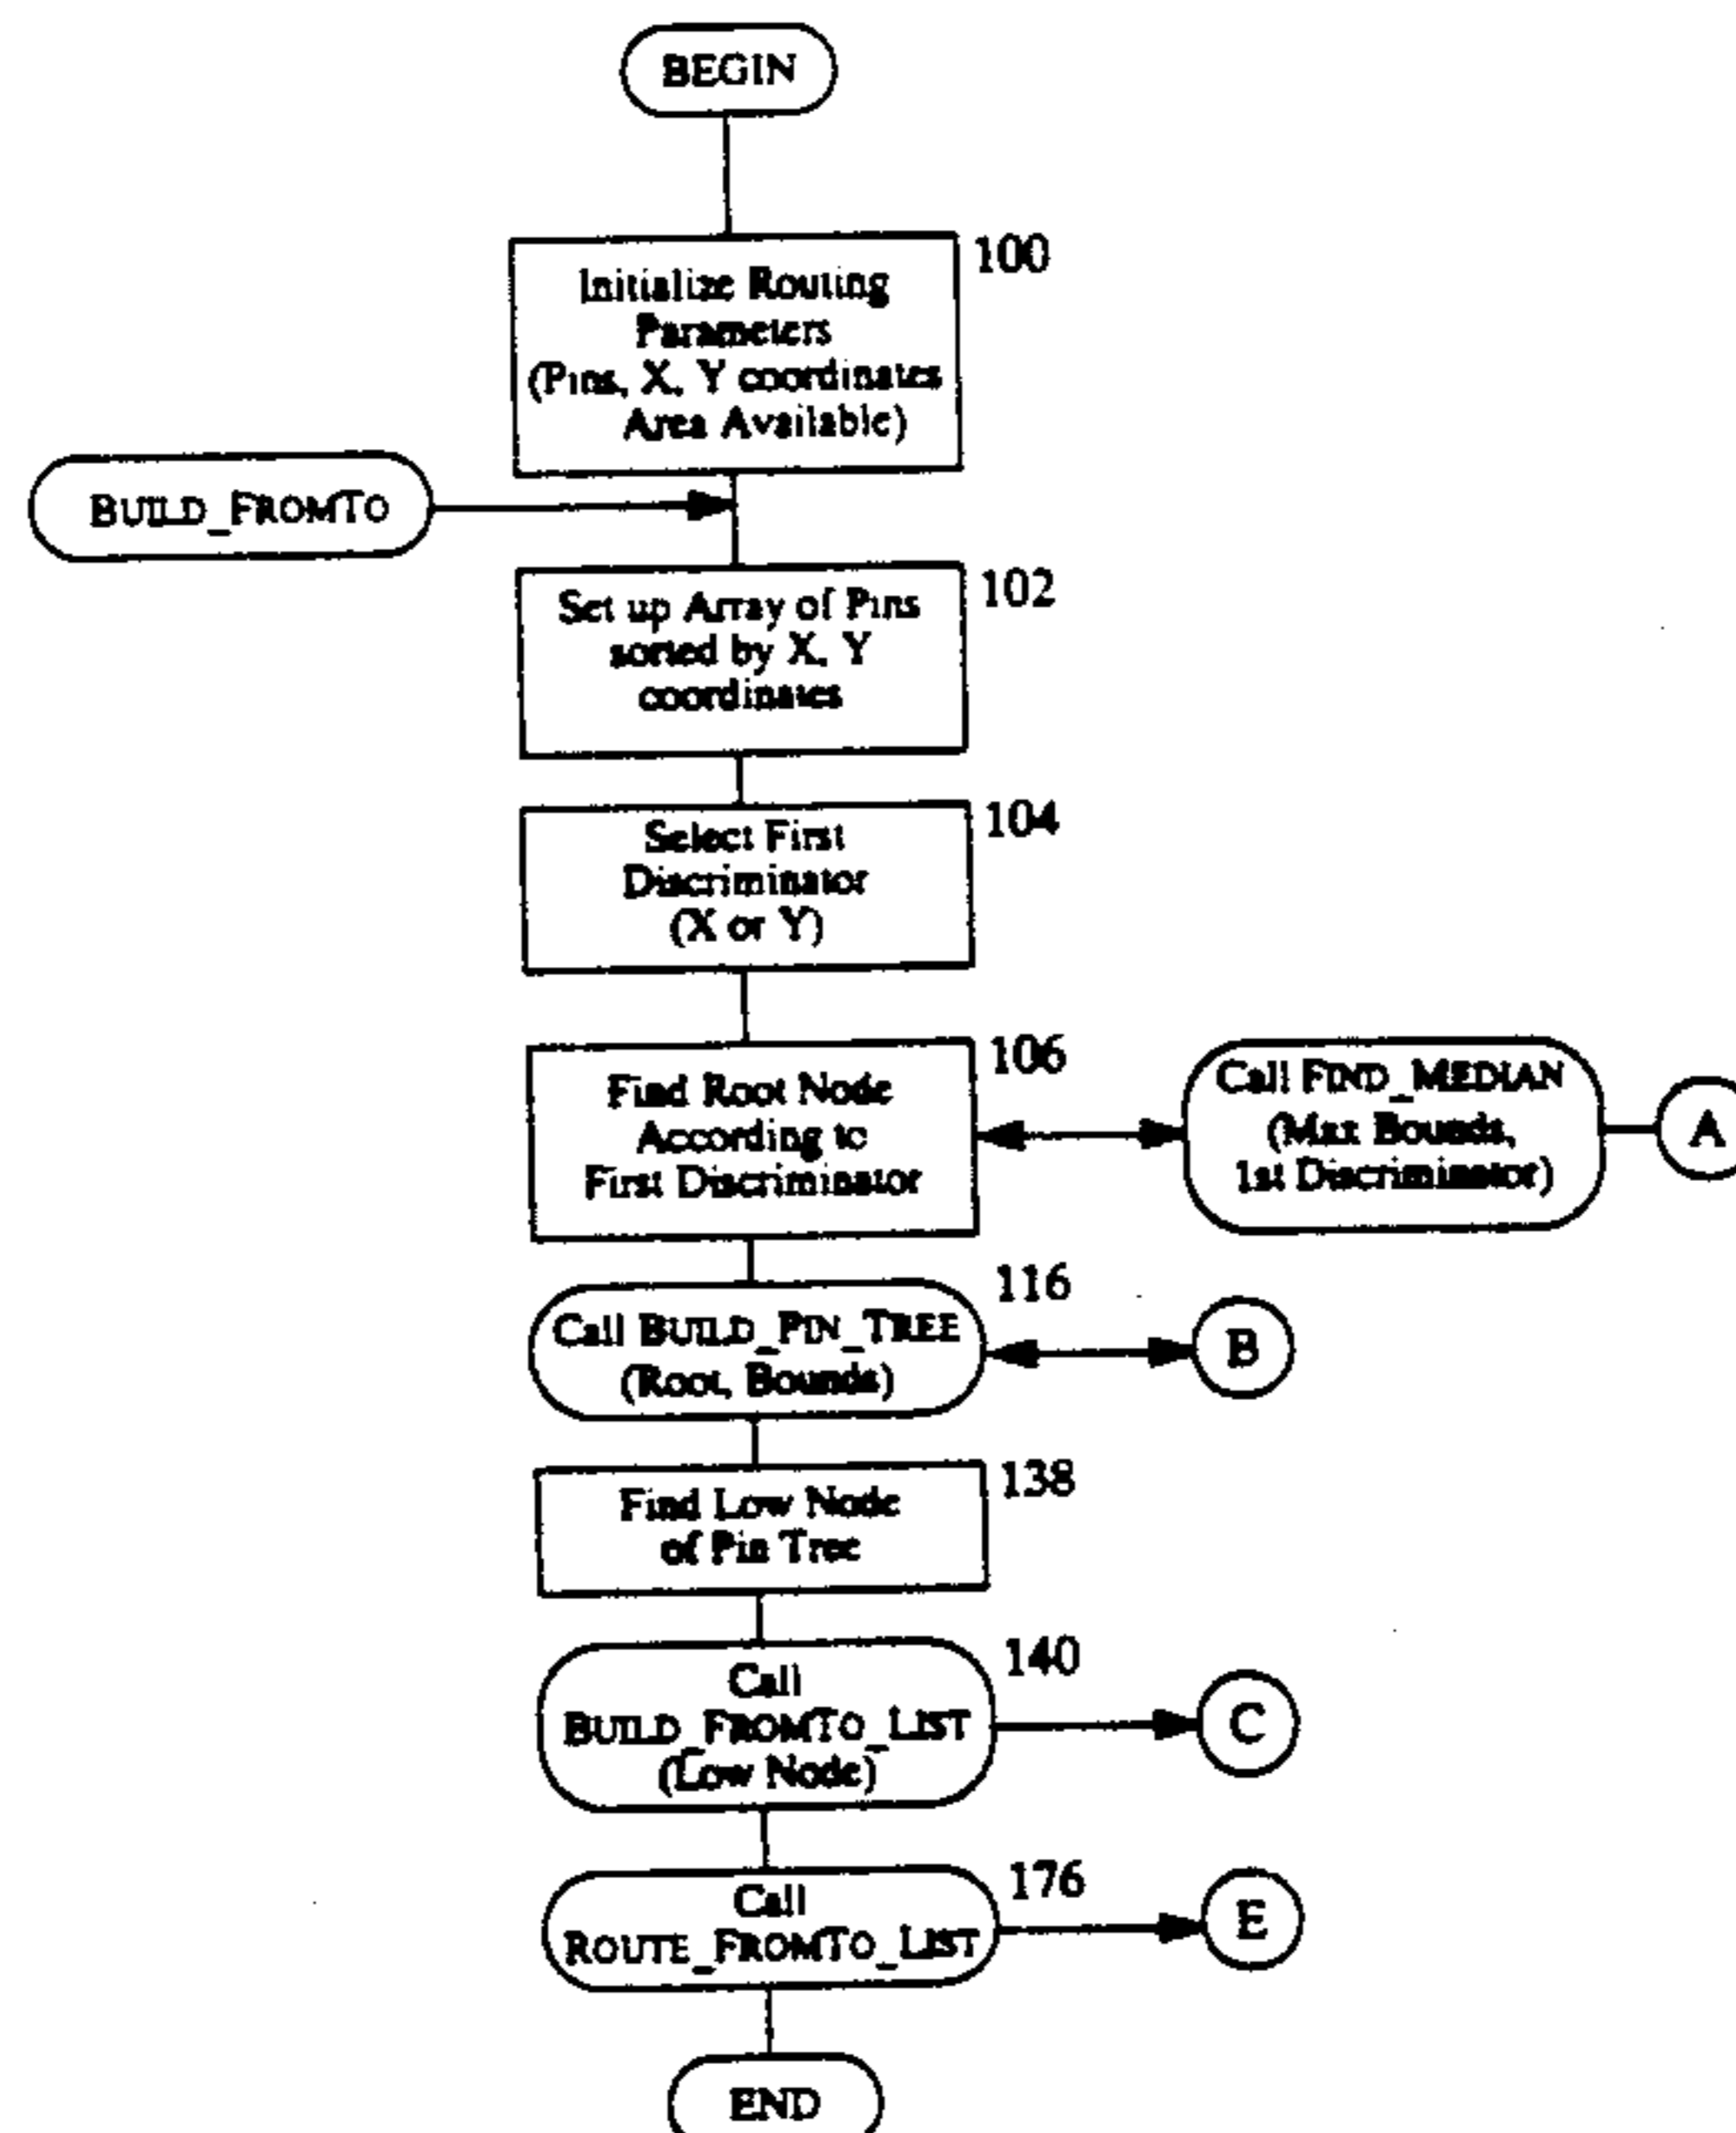 BEGIN
100
Initialize Routing
Parameters
(Pins, X, Y coordinates
Area Available)
BUILD_FROMTO
102
Set up Array of Pins
sorted by X, Y
coordinates
104
Select First
Discriminator
(X or Y)
106
Find Root Node
According to
First Discriminator
Call FIND_MEDIAN
(Max Bounds,
1st Discriminator)
A
116
Call BUILD_PIN_TREE
(Root, Bounds)
B
138
Find Low Node
of Pin Tree
140
Call
BUILD_FROMTO_LIST
(Low Node)
C
176
Call
ROUTE_FROMTO_LIST
E
END